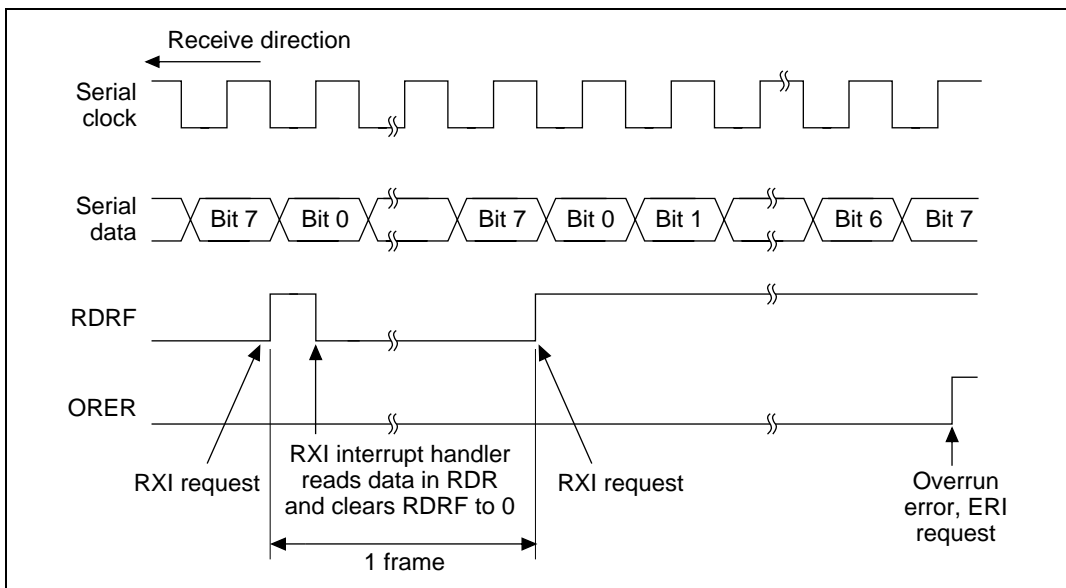 Receive direction
Serial
clock
Serial
data
Bit 7
Bit 0
Bit 7
Bit 0
Bit 1
Bit 6
Bit 7
RDRF
ORER
RXI request
RXI interrupt handler
reads data in RDR
and clears RDRF to 0
RXI request
Overrun
error, ERI
request
1 frame